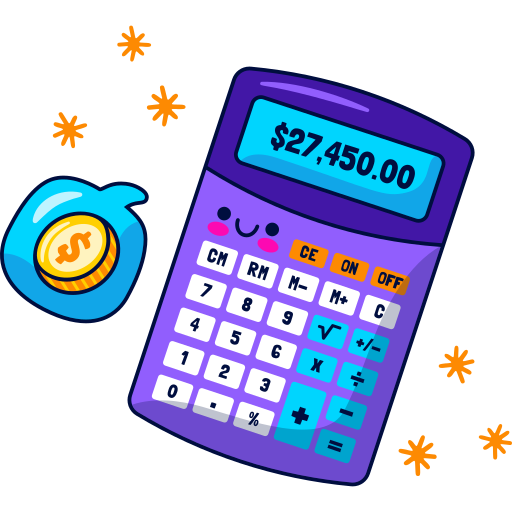 $27,450.00
$
CE ON OFF
CM RM M– M+ C
7 8 9 √ +/–
4 5 6 x ÷
1 2 3 + –
0 . % =